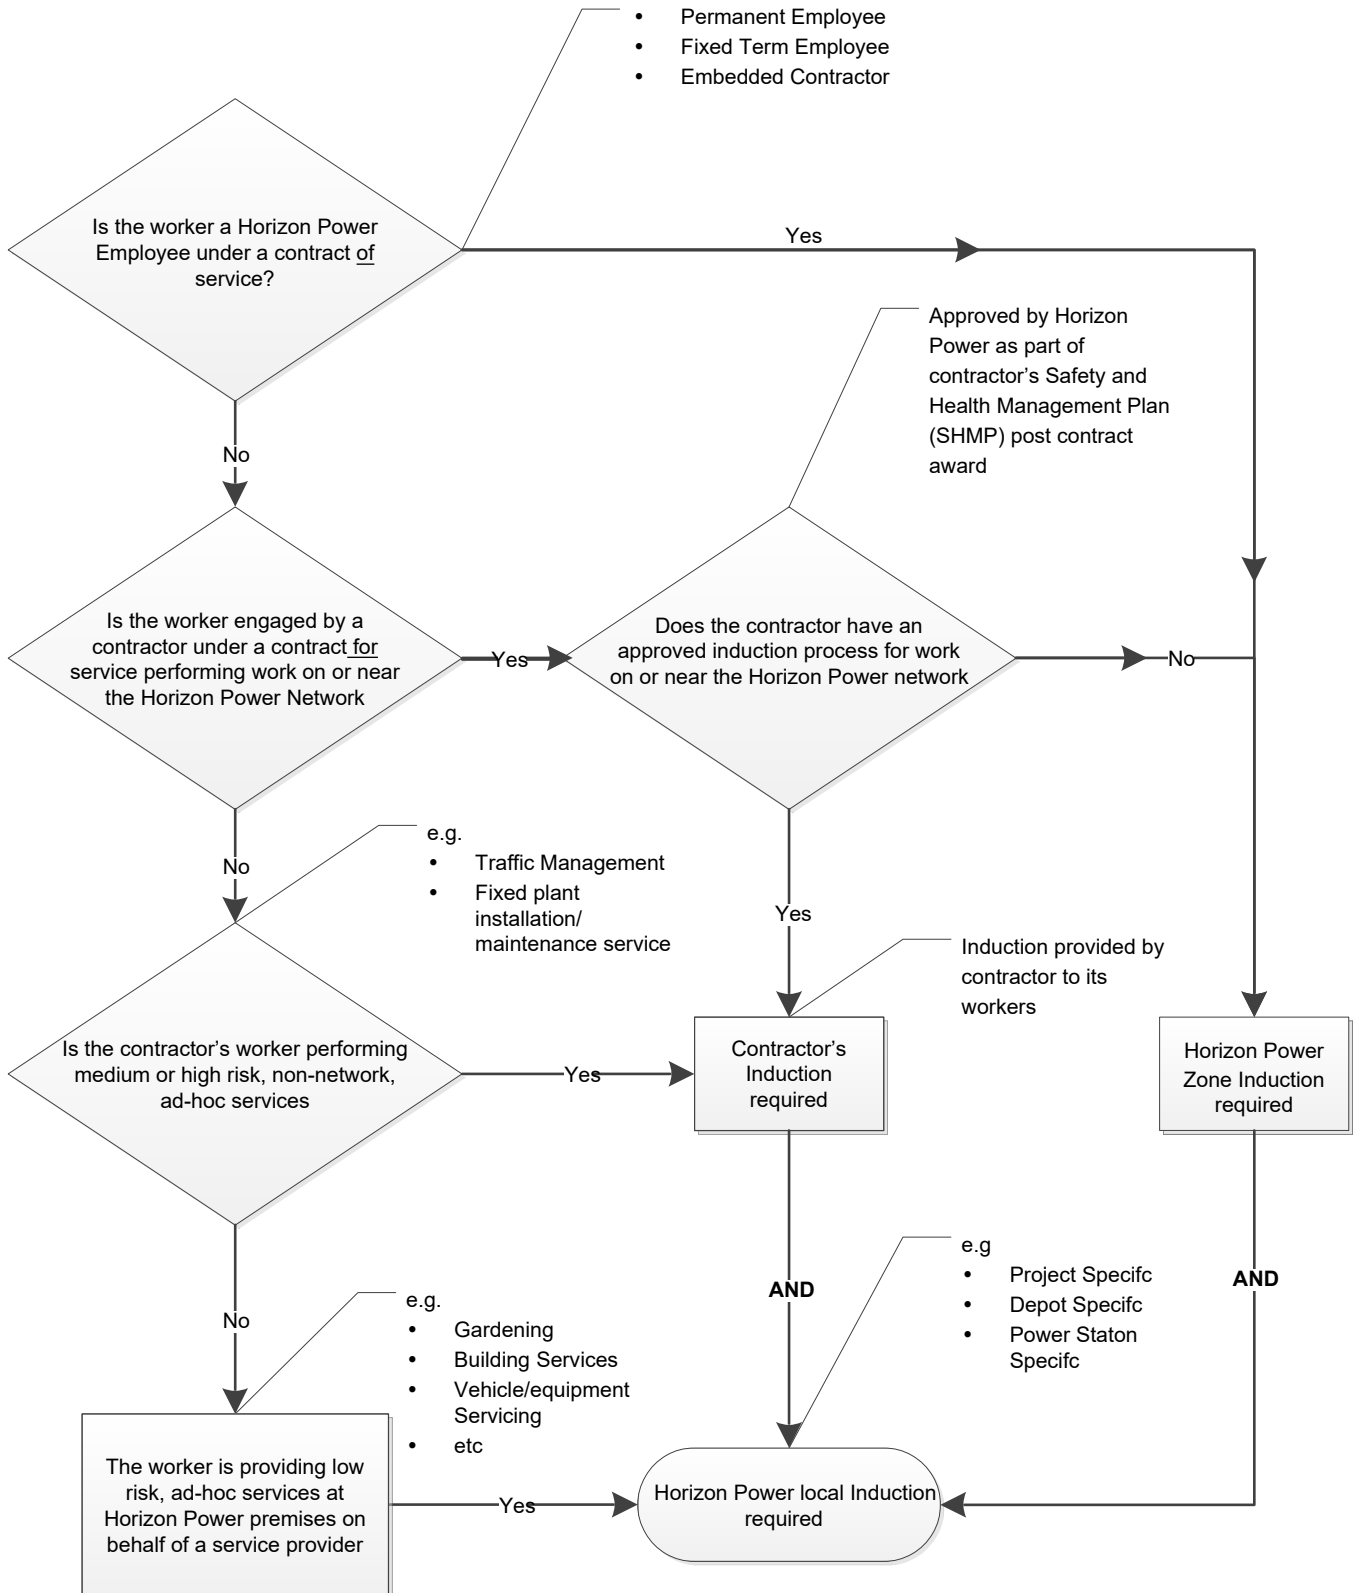 • Permanent Employee
• Fixed Term Employee
• Embedded Contractor
Is the worker a Horizon Power
Employee under a contract of
service?
Yes
Approved by Horizon
Power as part of
contractor’s Safety and
Health Management Plan
(SHMP) post contract
award
No
Is the worker engaged by a
contractor under a contract for
service performing work on or near
the Horizon Power Network
Yes
Does the contractor have an
approved induction process for work
on or near the Horizon Power network
No
No
e.g.
• Traffic Management
• Fixed plant
installation/
maintenance service
Yes
Induction provided by
contractor to its
workers
Is the contractor’s worker performing
medium or high risk, non-network,
ad-hoc services
Yes
Contractor’s
Induction
required
Horizon Power
Zone Induction
required
No
e.g.
• Gardening
• Building Services
• Vehicle/equipment
Servicing
• etc
AND
e.g
• Project Specifc
• Depot Specifc
• Power Staton
Specifc
AND
The worker is providing low
risk, ad-hoc services at
Horizon Power premises on
behalf of a service provider
Yes
Horizon Power local Induction
required